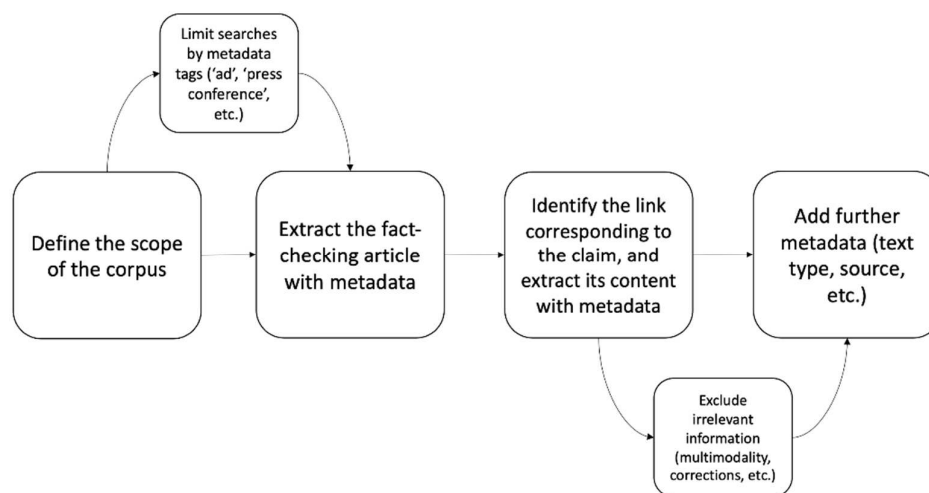 Limit searches
by metadata
tags (‘ad’, ‘press
conference’,
etc.)
Define the scope
of the corpus
Extract the fact-
checking article
with metadata
Identify the link
corresponding to
the claim, and
extract its content
with metadata
Add further
metadata (text
type, source,
etc.)
Exclude
irrelevant
information
(multimodality,
corrections, etc.)